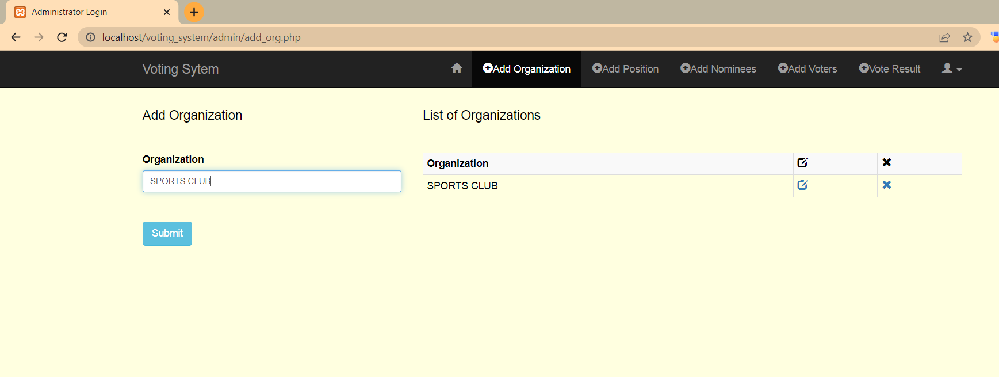 Administrator Login
localhost/voting_system/admin/add_org.php
Voting Sytem Add Organization Add Position Add Nominees Add Voters Vote Result
Add Organization
Organization
SPORTS CLUB
Submit
List of Organizations
Organization
SPORTS CLUB